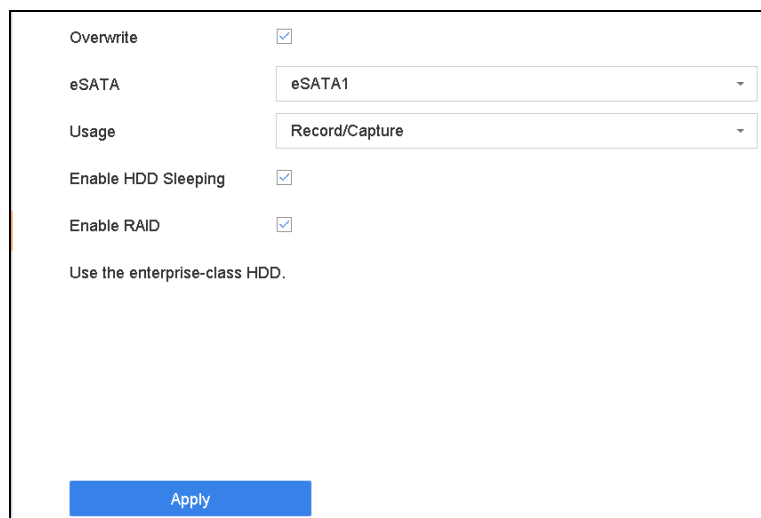 Overwrite
eSATA eSATA1
Usage Record/Capture
Enable HDD Sleeping
Enable RAID
Use the enterprise-class HDD.
Apply